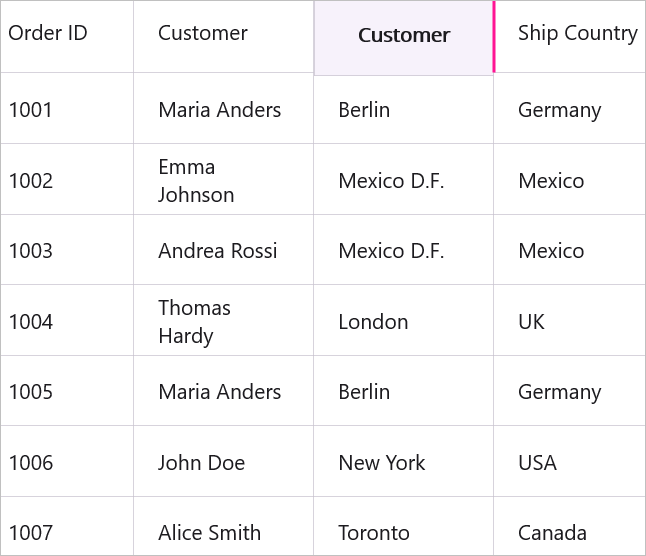 Order ID Customer Customer Ship Country
1001 Maria Anders Berlin Germany
1002 Emma Johnson Mexico D.F. Mexico
1003 Andrea Rossi Mexico D.F. Mexico
1004 Thomas Hardy London UK
1005 Maria Anders Berlin Germany
1006 John Doe New York USA
1007 Alice Smith Toronto Canada